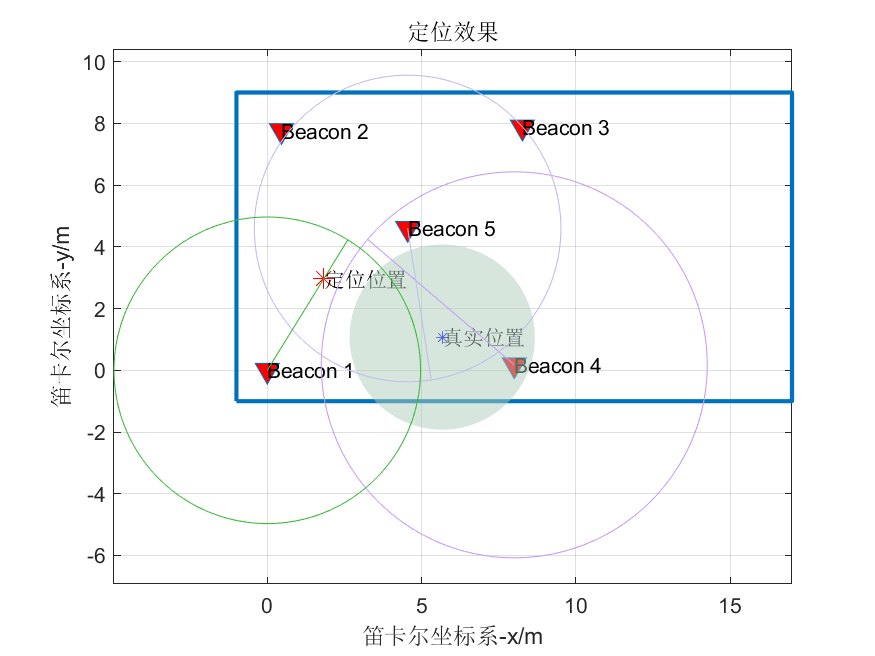 定位效果
10
8
6
4
2
0
-2
-4
-6
笛卡尔坐标系-y/m
Beacon 2
Beacon 3
Beacon 5
定位位置
真实位置
Beacon 1
Beacon 4
0
5
10
15
笛卡尔坐标系-x/m